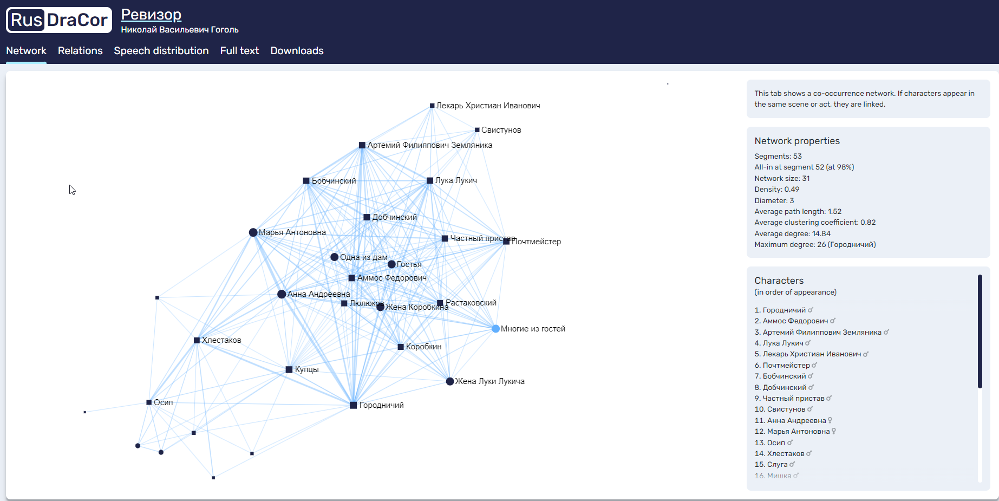 RusDraCor
Ревизор
Николай Васильевич Гоголь
Network Relations Speech distribution Full text Downloads
Лекарь Христиан Иванович
Свистунов
Артемий Филиппович Земляника
Бобчинский
Лука Лукич
Добчинский
Марья Антоновна
Частный пристав
Почтмейстер
Одна из дам
Гостья
Аммос Федорович
Анна Андреевна
Люлюков
Жена Коробкина
Растаковский
Многие из гостей
Хлестаков
Коробкин
Купцы
Жена Луки Лукича
Осип
Городничий
This tab shows a co-occurrence network. If characters appear in
the same scene or act, they are linked.
Network properties
Segments: 53
All-in at segment 52 (at 98%)
Network size: 31
Density: 0.49
Diameter: 3
Average path length: 1.52
Average clustering coefficient: 0.82
Average degree: 14.84
Maximum degree: 26 (Городничий)
Characters
(in order of appearance)
1. Городничий ♂
2. Аммос Федорович ♂
3. Артемий Филиппович Земляника ♂
4. Лука Лукич ♂
5. Лекарь Христиан Иванович ♂
6. Почтмейстер ♂
7. Бобчинский ♂
8. Добчинский ♂
9. Частный пристав ♂
10. Свистунов ♂
11. Анна Андреевна ♀
12. Марья Антоновна ♀
13. Осип ♂
14. Хлестаков ♂
15. Слуга ♂
16. Мишка ♂